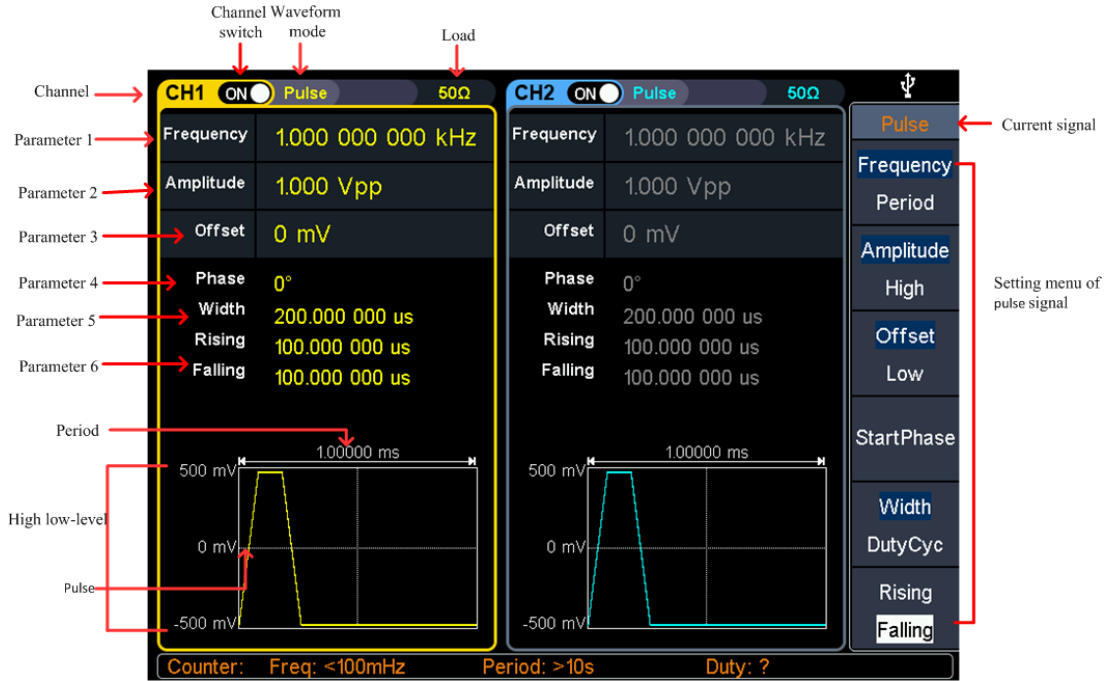 Channel switch
Waveform mode
Load
Channel
Parameter 1
Parameter 2
Parameter 3
Parameter 4
Parameter 5
Parameter 6
Period
High low-level
Pulse
CH1 ON Pulse 50Ω
Frequency 1.000 000 000 kHz
Amplitude 1.000 Vpp
Offset 0 mV
Phase 0°
Width 200.000 000 us
Rising 100.000 000 us
Falling 100.000 000 us
1.00000 ms
500 mV
0 mV
-500 mV
CH2 ON Pulse 50Ω
Frequency 1.000 000 000 kHz
Amplitude 1.000 Vpp
Offset 0 mV
Phase 0°
Width 200.000 000 us
Rising 100.000 000 us
Falling 100.000 000 us
1.00000 ms
500 mV
0 mV
-500 mV
Pulse
Frequency
Period
Amplitude
High
Offset
Low
StartPhase
Width
DutyCyc
Rising
Falling
Current signal
Setting menu of
pulse signal
Counter: Freq: <100mHz Period: >10s Duty: ?